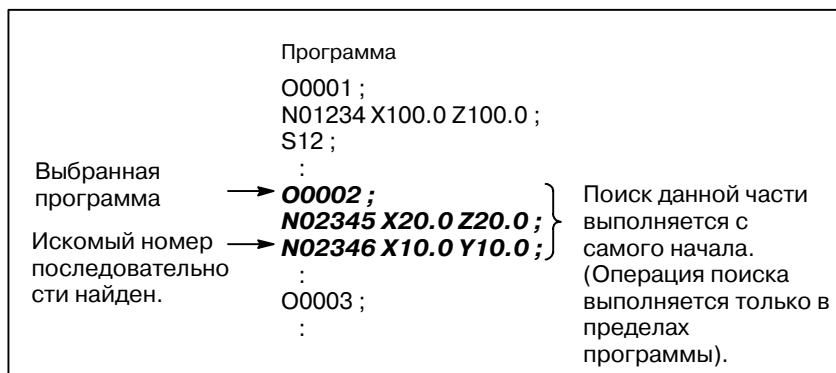 Программа
O0001 ;
N01234 X100.0 Z100.0 ;
S12 ;
:
Выбранная
программа
O0002 ;
N02345 X20.0 Z20.0 ;
N02346 X10.0 Y10.0 ;
Искомый номер
последовательно
сти найден.
:
O0003 ;
:
Поиск данной части
выполняется с
самого начала.
(Операция поиска
выполняется только в
пределах
программы).